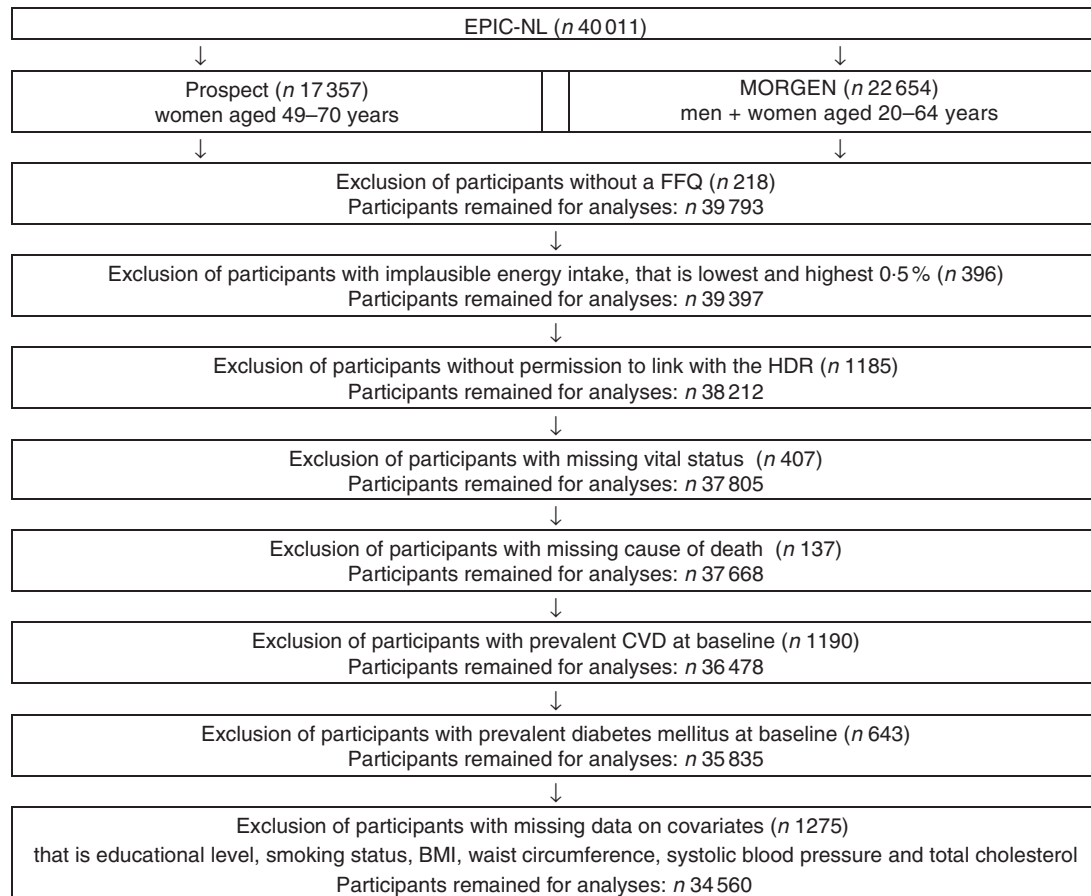 EPIC-NL (n 40 011)
↓ ↓
Prospect (n 17 357)
women aged 49–70 years
MORGEN (n 22 654)
men + women aged 20–64 years
↓ ↓
Exclusion of participants without a FFQ (n 218)
Participants remained for analyses: n 39 793
↓
Exclusion of participants with implausible energy intake, that is lowest and highest 0·5 % (n 396)
Participants remained for analyses: n 39 397
↓
Exclusion of participants without permission to link with the HDR (n 1185)
Participants remained for analyses: n 38 212
↓
Exclusion of participants with missing vital status (n 407)
Participants remained for analyses: n 37 805
↓
Exclusion of participants with missing cause of death (n 137)
Participants remained for analyses: n 37 668
↓
Exclusion of participants with prevalent CVD at baseline (n 1190)
Participants remained for analyses: n 36 478
↓
Exclusion of participants with prevalent diabetes mellitus at baseline (n 643)
Participants remained for analyses: n 35 835
↓
Exclusion of participants with missing data on covariates (n 1275)
that is educational level, smoking status, BMI, waist circumference, systolic blood pressure and total cholesterol
Participants remained for analyses: n 34 560